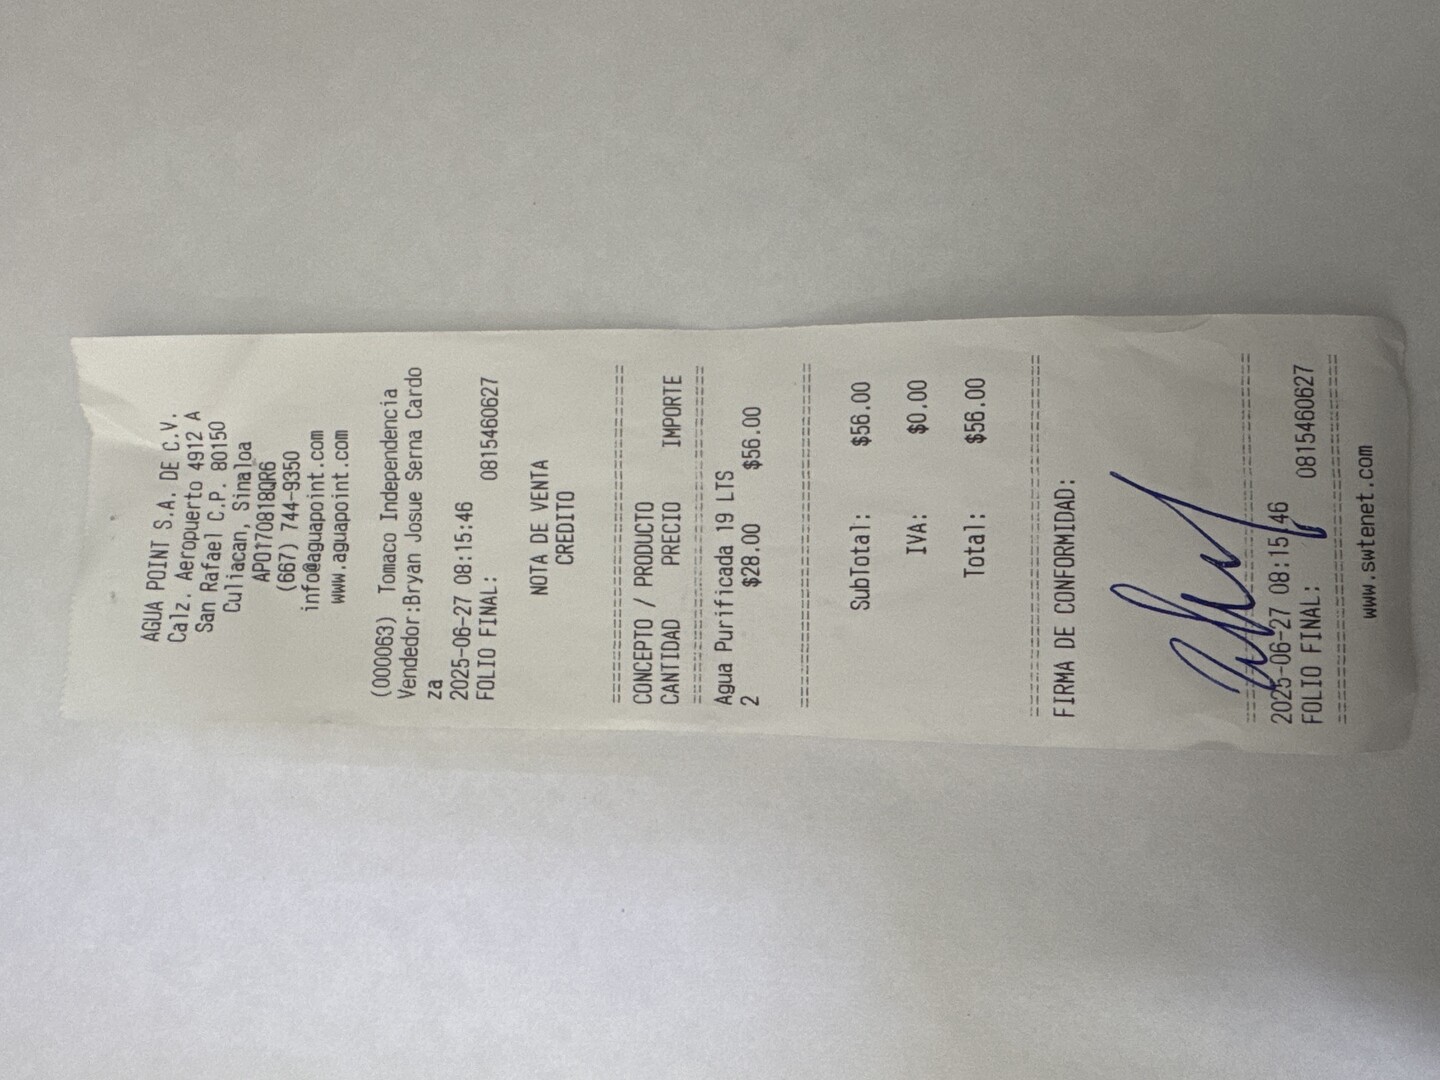 AGUA POINT S.A. DE C.V.
Calz. Aeropuerto 4912 A
San Rafael C.P. 80150
Culiacan, Sinaloa
APO170818QR6
(667) 744-9350
info@aguapoint.com
www.aguapoint.com
(000063) Tomaco Independencia
Vendedor:Bryan Josue Serna Cardo
za
2025-06-27 08:15:46
FOLIO FINAL: 0815460627
NOTA DE VENTA
CREDITO
================================
CONCEPTO / PRODUCTO
CANTIDAD PRECIO IMPORTE
================================
Agua Purificada 19 LTS
2 $28.00 $56.00
================================
SubTotal: $56.00
IVA: $0.00
Total: $56.00
================================
FIRMA DE CONFORMIDAD:
================================
2025-06-27 08:15:46
FOLIO FINAL: 0815460627
================================
www.swtenet.com